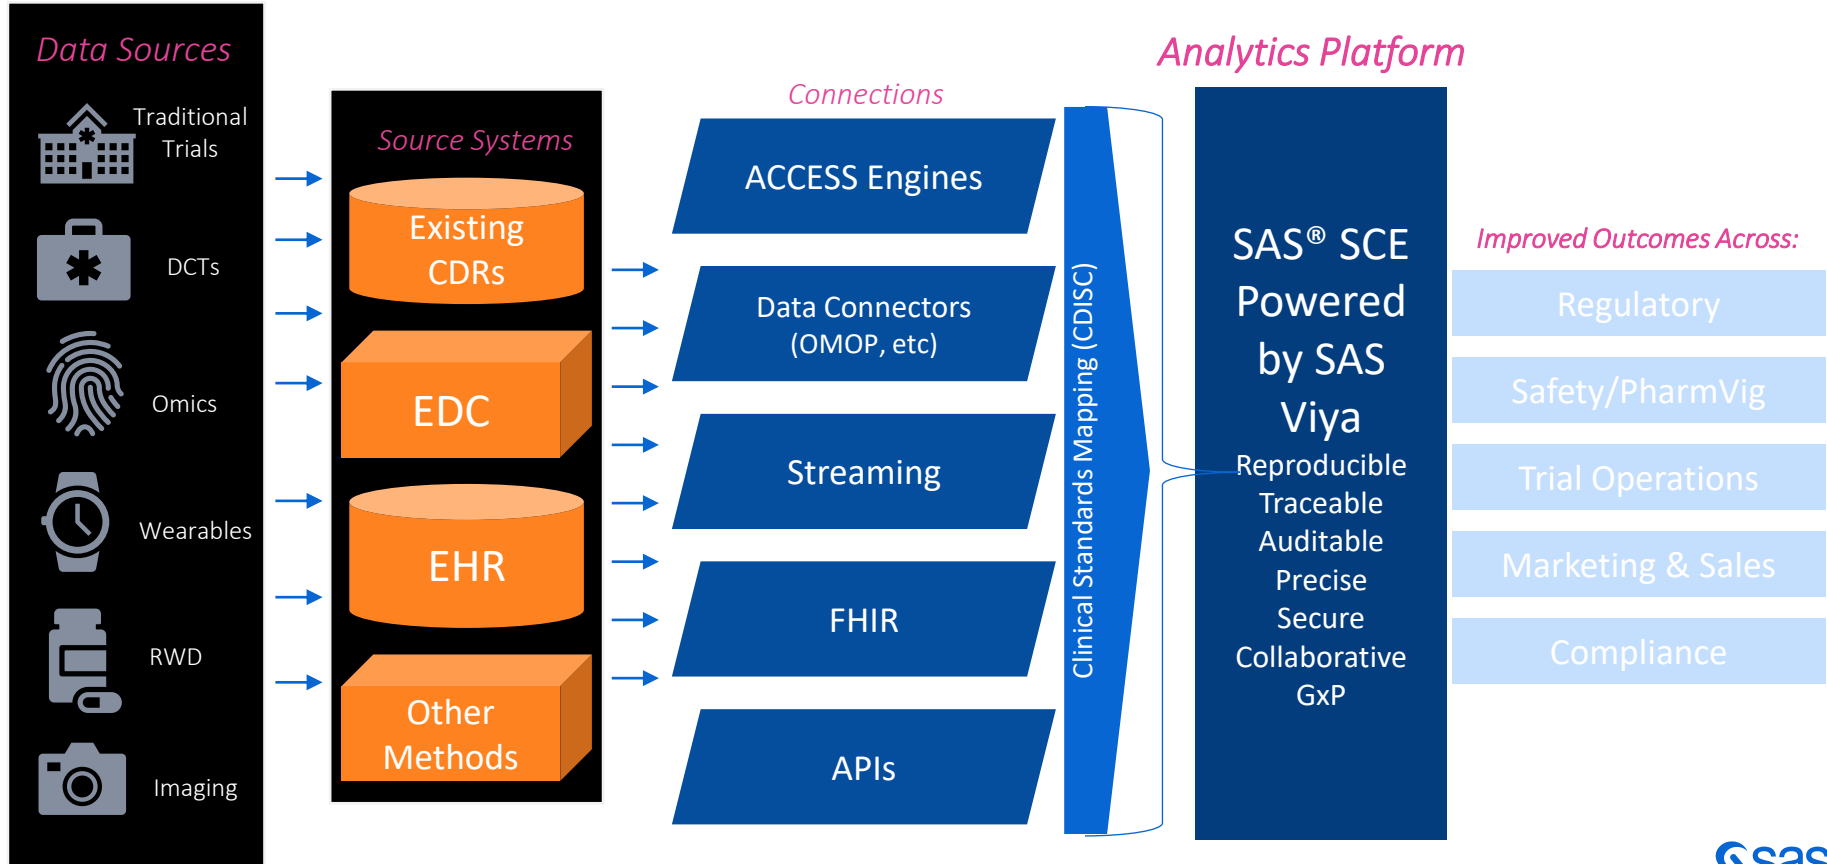 Data Sources
Traditional
Trials
DCTs
Omics
Wearables
RWD
Imaging
Source Systems
Existing
CDRs
EDC
EHR
Other
Methods
Connections
ACCESS Engines
Data Connectors
(OMOP, etc)
Streaming
FHIR
APIs
Clinical Standards Mapping (CDISC)
Analytics Platform
SAS® SCE
Powered
by SAS
Viya
Reproducible
Traceable
Auditable
Precise
Secure
Collaborative
GxP
Improved Outcomes Across:
Regulatory
Safety/PharmVig
Trial Operations
Marketing & Sales
Compliance
sas